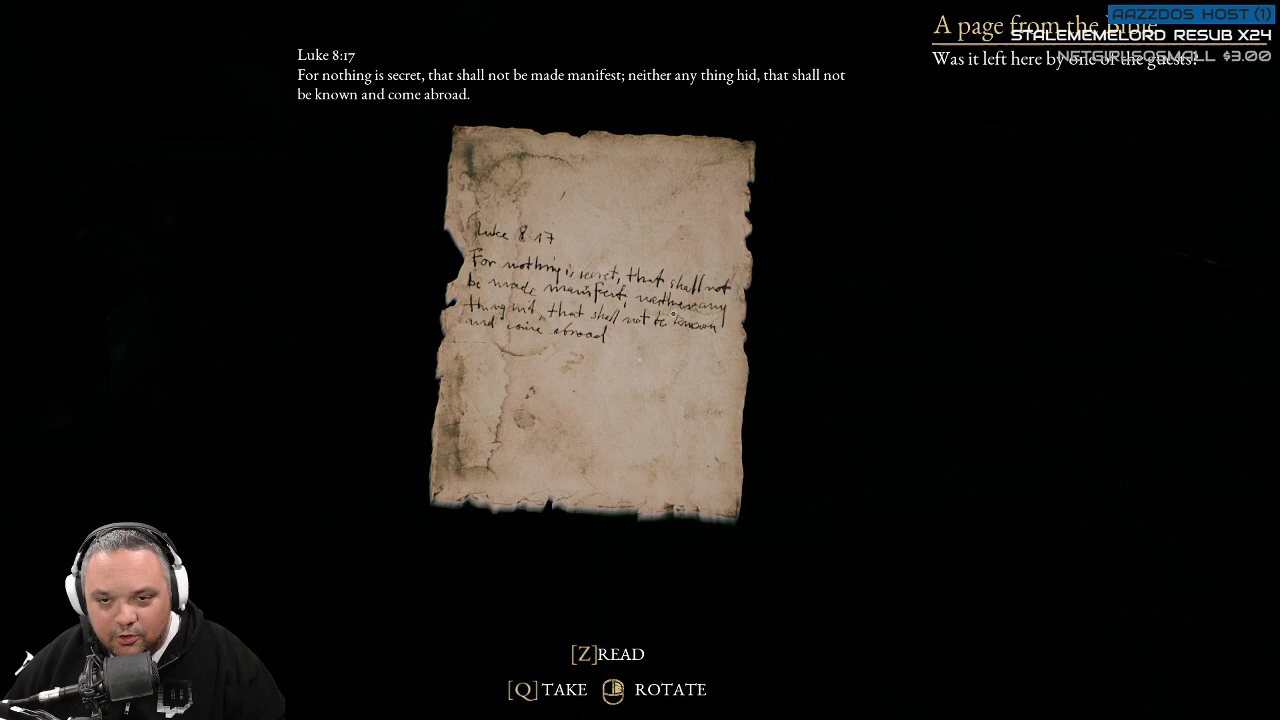 AAZZDOS HOST (1)
A page from the Bible
STALEMEMELORD RESUB X24
Was it left here by one of the guests?
NETGIRLISOSMALL $3.00
Luke 8:17
For nothing is secret, that shall not be made manifest; neither any thing hid, that shall not
be known and come abroad.
Luke 8:17
For nothing is secret, that shall not
be made manifest, neither any
thing hid, that shall not be known
and come abroad
[Z]READ
[Q]TAKE ROTATE